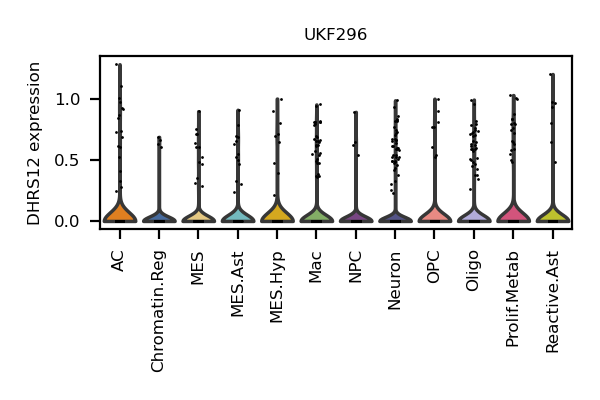 UKF296
DHRS12 expression
1.0
0.5
0.0
AC
Chromatin.Reg
MES
MES.Ast
MES.Hyp
Mac
NPC
Neuron
OPC
Oligo
Prolif.Metab
Reactive.Ast